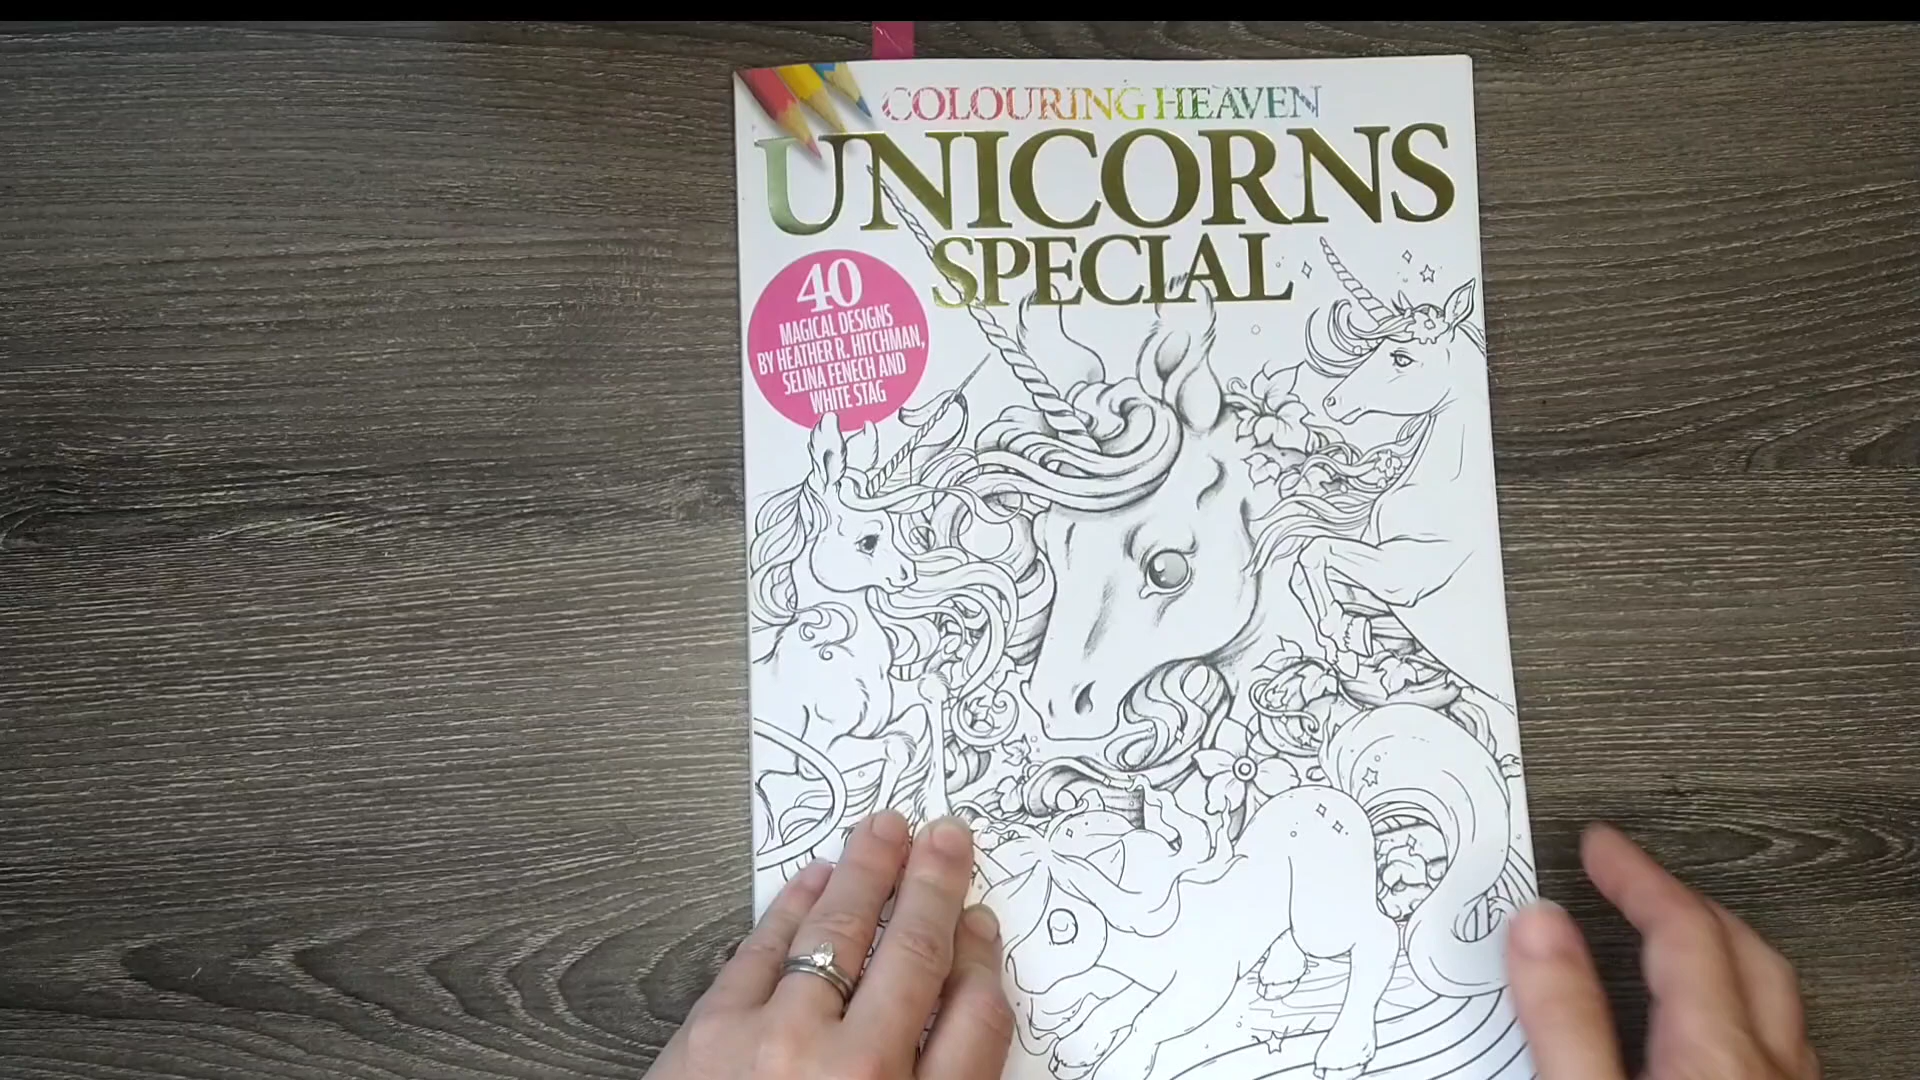 COLOURING HEAVEN
UNICORNS
SPECIAL
40
MAGICAL DESIGNS
BY HEATHER R. HITCHMAN,
SELINA FENECH AND
WHITE STAG